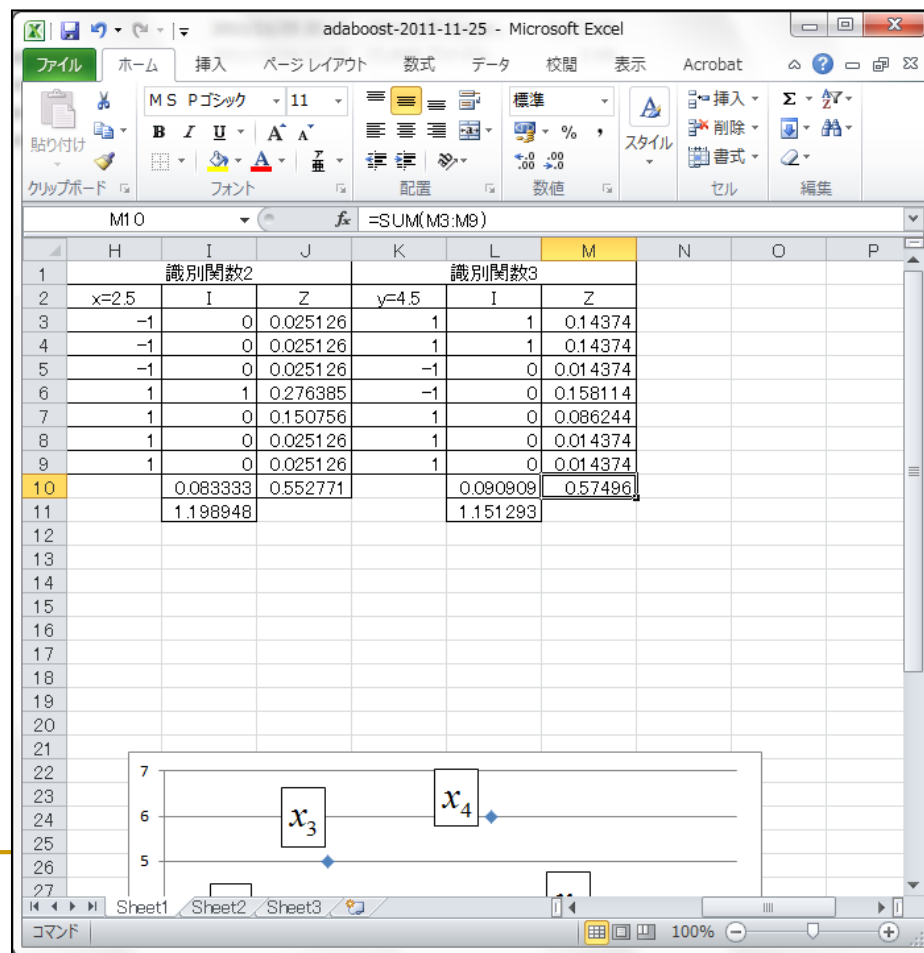 adaboost-2011-11-25 - Microsoft Excel
ファイル ホーム 挿入 ページ レイアウト 数式 データ 校閲 表示 Acrobat
MS Pゴシック 11 標準 挿入 Σ
貼り付け B I U A A % , スタイル 削除
A 書式
クリップボード フォント 配置 数値 セル 編集
M10 fx =SUM(M3:M9)
H I J K L M N O P
1 識別関数2 識別関数3
2 x=2.5 I Z y=4.5 I Z
3 -1 0 0.025126 1 1 0.14374
4 -1 0 0.025126 1 1 0.14374
5 -1 0 0.025126 -1 0 0.014374
6 1 1 0.276385 -1 0 0.158114
7 1 0 0.150756 1 0 0.086244
8 1 0 0.025126 1 0 0.014374
9 1 0 0.025126 1 0 0.014374
10 0.083333 0.552771 0.090909 0.57496
11 1.198948 1.151293
12
13
14
15
16
17
18
19
20
21
22 7
23 x4
24 6 x3
25
26 5
27
Sheet1 Sheet2 Sheet3
コマンド 100%